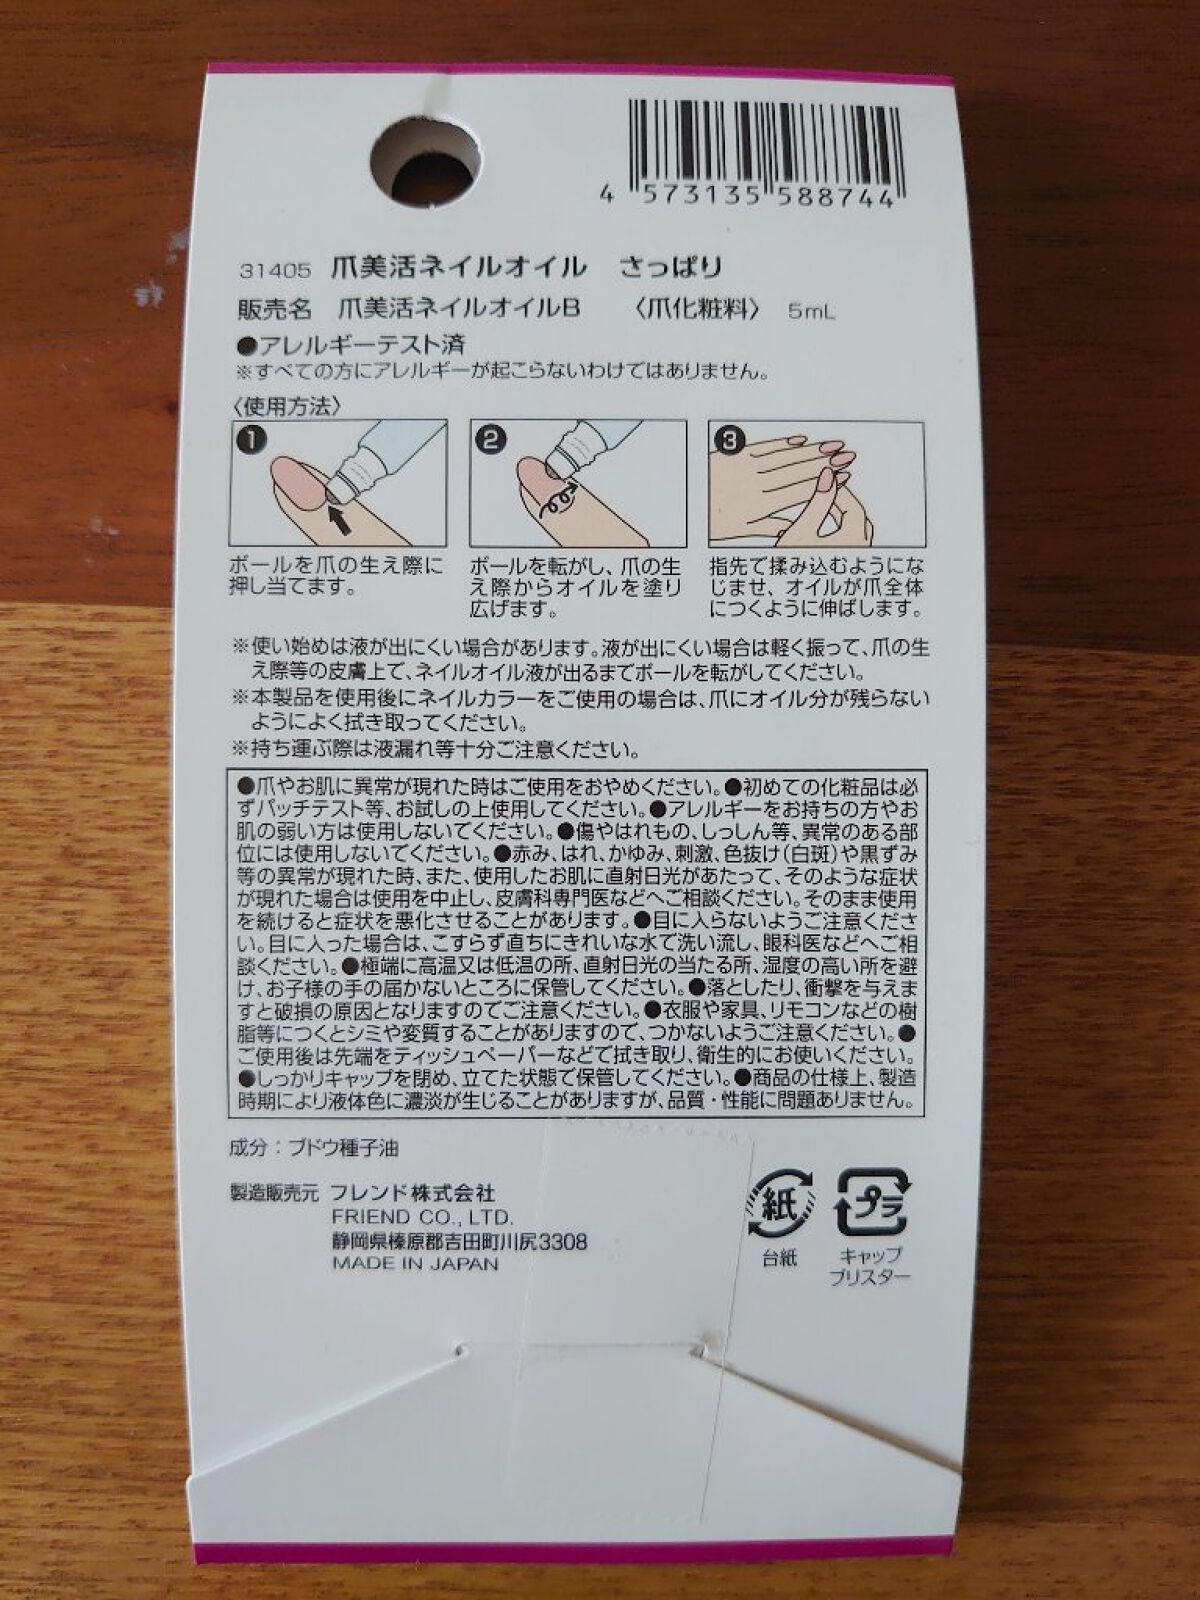 4 573135 588744
31405 爪美活ネイルオイル さっぱり
販売名 爪美活ネイルオイルB 〈爪化粧料〉 5mL
●アレルギーテスト済
※すべての方にアレルギーが起こらないわけではありません。
〈使用方法〉
1 2 3
ボールを爪の生え際に
押し当てます。
ボールを転がし、爪の生
え際からオイルを塗り
広げます。
指先で揉み込むようにな
じませ、オイルが爪全体
につくように伸ばします。
※使い始めは液が出にくい場合があります。液が出にくい場合は軽く振って、爪の生
え際等の皮膚上で、ネイルオイル液が出るまでボールを転がしてください。
※本製品を使用後にネイルカラーをご使用の場合は、爪にオイル分が残らない
ようによく拭き取ってください。
※持ち運ぶ際は液漏れ等十分ご注意ください。
●爪やお肌に異常が現れた時はご使用をおやめください。●初めての化粧品は必
ずパッチテスト等、お試しの上使用してください。●アレルギーをお持ちの方やお
肌の弱い方は使用しないでください。●傷やはれもの、しっしん等、異常のある部
位には使用しないでください。●赤み、はれ、かゆみ、刺激、色抜け(白斑)や黒ずみ
等の異常が現れた時、また、使用したお肌に直射日光があたって、そのような症状
が現れた場合は使用を中止し、皮膚科専門医などへご相談ください。そのまま使用
を続けると症状を悪化させることがあります。●目に入らないようご注意くださ
い。目に入った場合は、こすらず直ちにきれいな水で洗い流し、眼科医などへご相
談ください。●極端に高温又は低温の所、直射日光の当たる所、湿度の高い所を避
け、お子様の手の届かないところに保管してください。●落としたり、衝撃を与えま
すと破損の原因となりますのでご注意ください。●衣服や家具、リモコンなどの樹
脂等につくとシミや変質することがありますので、つかないようご注意ください。●
ご使用後は先端をティッシュペーパーなどで拭き取り、衛生的にお使いください。
●しっかりキャップを閉め、立てた状態で保管してください。●商品の仕様上、製造
時期により液体色に濃淡が生じることがありますが、品質・性能に問題ありません。
成分：ブドウ種子油
製造販売元 フレンド株式会社
FRIEND CO., LTD.
静岡県榛原郡吉田町川尻3308
MADE IN JAPAN
紙
台紙
プラ
キャップ
ブリスター